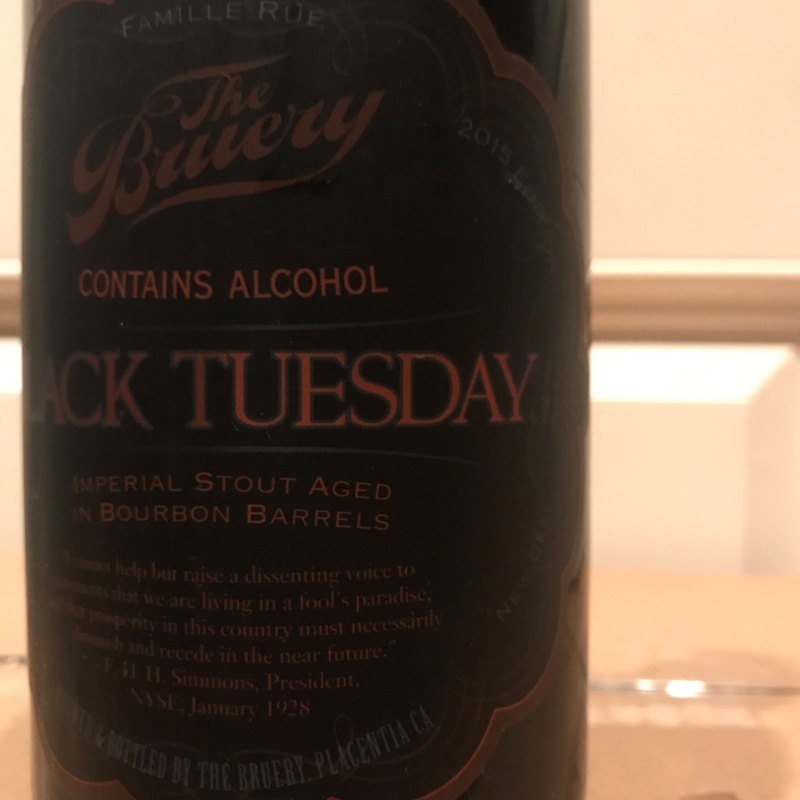 FAMILLE RUE
The
Bruery
2015
CONTAINS ALCOHOL
ACK TUESDAY
IMPERIAL STOUT AGED
IN BOURBON BARRELS
"I cannot help but raise a dissenting voice to
that we are living in a fool's paradise,
that prosperity in this country must necessarily
diminish and recede in the near future."
E.H.H. Simmons, President,
NYSE, January 1928
& BOTTLED BY THE BRUERY, PLACENTIA CA